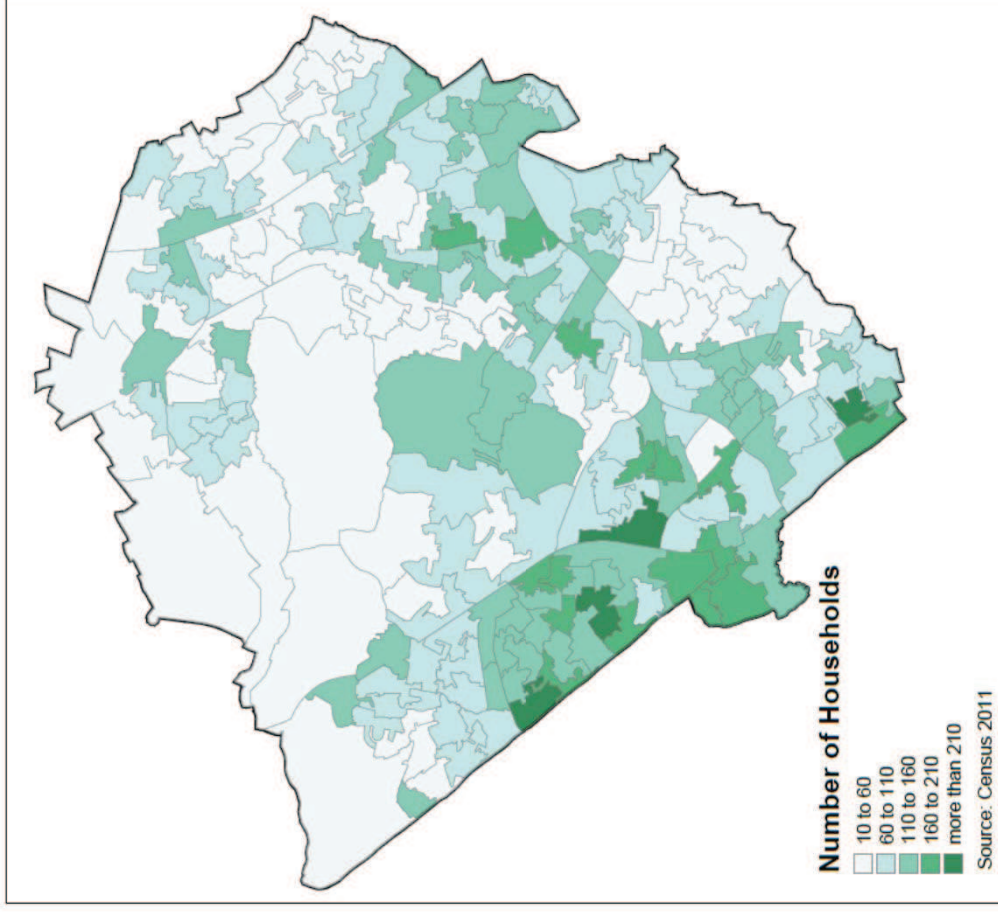 Number of Households
10 to 60
60 to 110
110 to 160
160 to 210
more than 210
Source: Census 2011